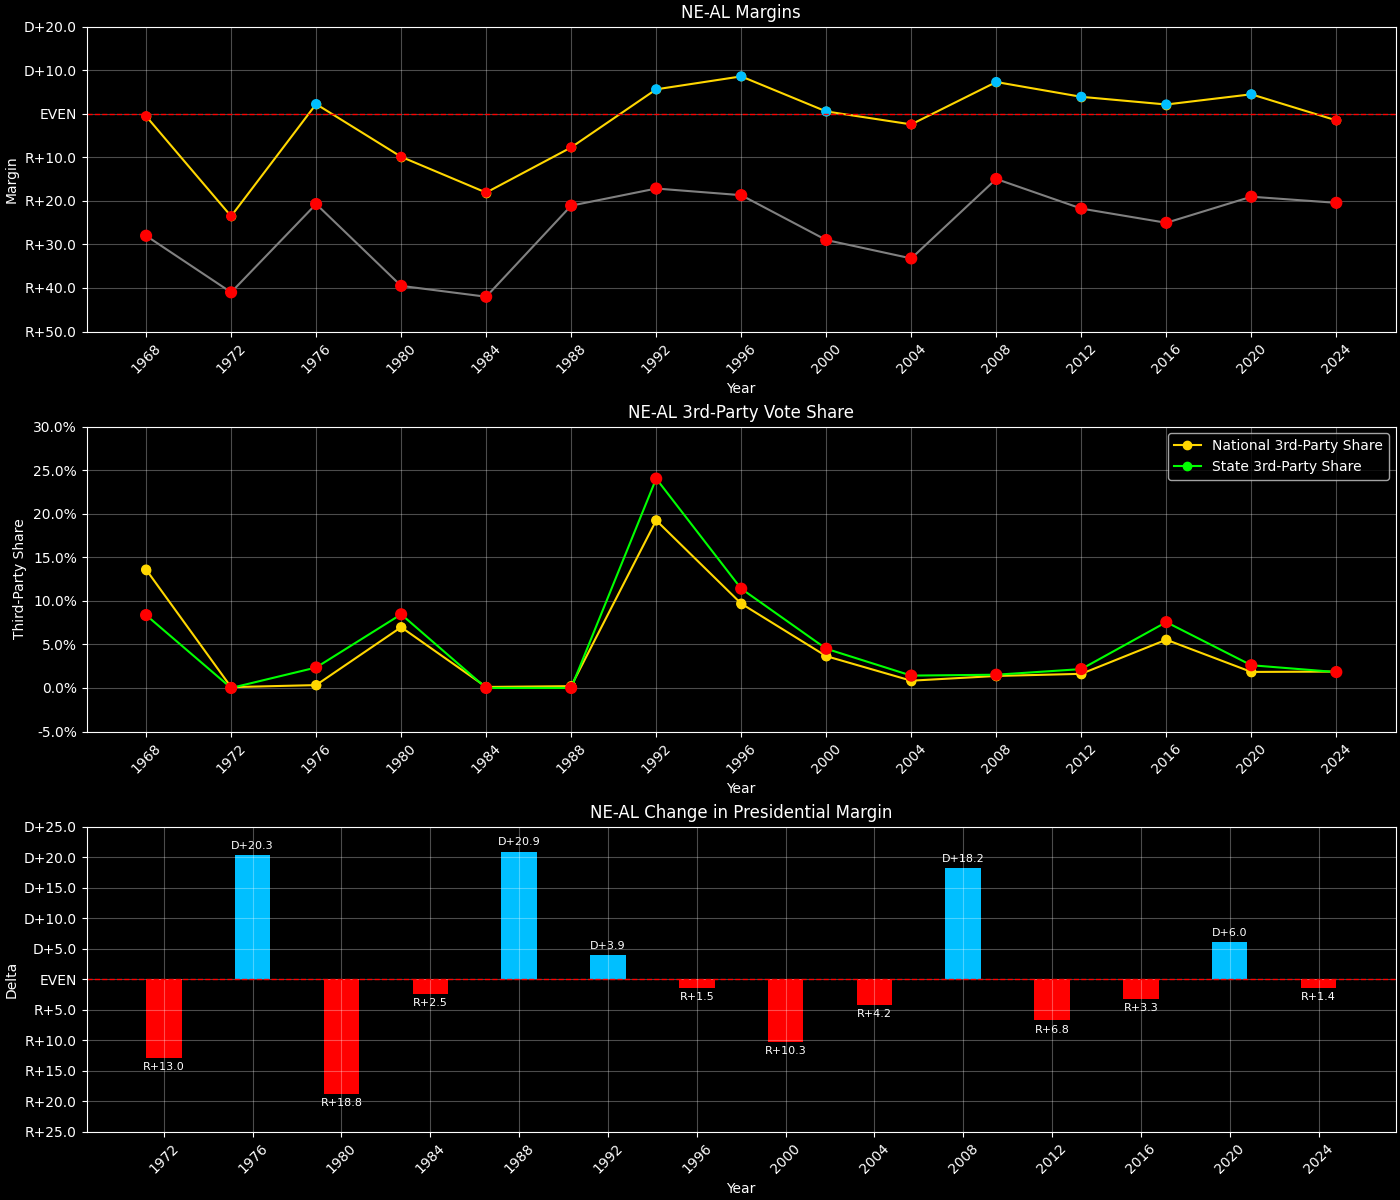 NE-AL Margins
D+20.0
D+10.0
EVEN
R+10.0
R+20.0
R+30.0
R+40.0
R+50.0
Margin
1968 1972 1976 1980 1984 1988 1992 1996 2000 2004 2008 2012 2016 2020 2024
Year
NE-AL 3rd-Party Vote Share
30.0%
25.0%
20.0%
15.0%
10.0%
5.0%
0.0%
-5.0%
Third-Party Share
National 3rd-Party Share
State 3rd-Party Share
1968 1972 1976 1980 1984 1988 1992 1996 2000 2004 2008 2012 2016 2020 2024
Year
NE-AL Change in Presidential Margin
D+25.0
D+20.0
D+15.0
D+10.0
D+5.0
EVEN
R+5.0
R+10.0
R+15.0
R+20.0
R+25.0
Delta
R+13.0
D+20.3
R+18.8
R+2.5
D+20.9
D+3.9
R+1.5
R+10.3
R+4.2
D+18.2
R+6.8
R+3.3
D+6.0
R+1.4
1972 1976 1980 1984 1988 1992 1996 2000 2004 2008 2012 2016 2020 2024
Year